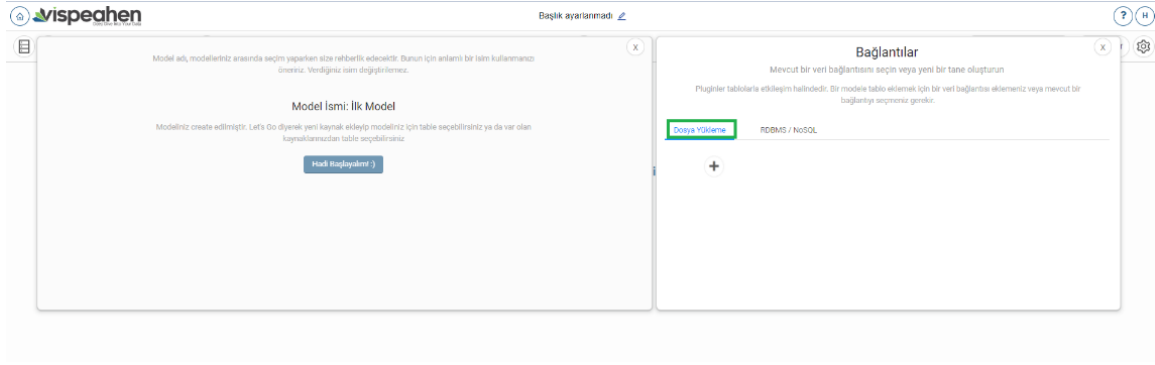 vispeahen
Başlık ayarlanmadı
?
H
X
Model adı, modelleriniz arasında seçim yaparken size rehberlik edecektir. Bunun için anlamlı bir isim kullanmanızı
öneririz. Verdiğiniz isim değiştirilemez.
Model İsmi: İlk Model
Modeliniz create edilmiştir. Let's Go diyerek yeni kaynak ekleyip modeliniz için table seçebilirsiniz ya da var olan
kaynaklarınızdan table seçebilirsiniz
Hadi Başlayalım! :)
i
X
Bağlantılar
Mevcut bir veri bağlantısını seçin veya yeni bir tane oluşturun
Pluginler tablolarla etkileşim halindedir. Bir modele tablo eklemek için bir veri bağlantısı eklemeniz veya mevcut bir
bağlantıyı seçmeniz gerekir.
Dosya Yükleme
RDBMS / NoSQL
+